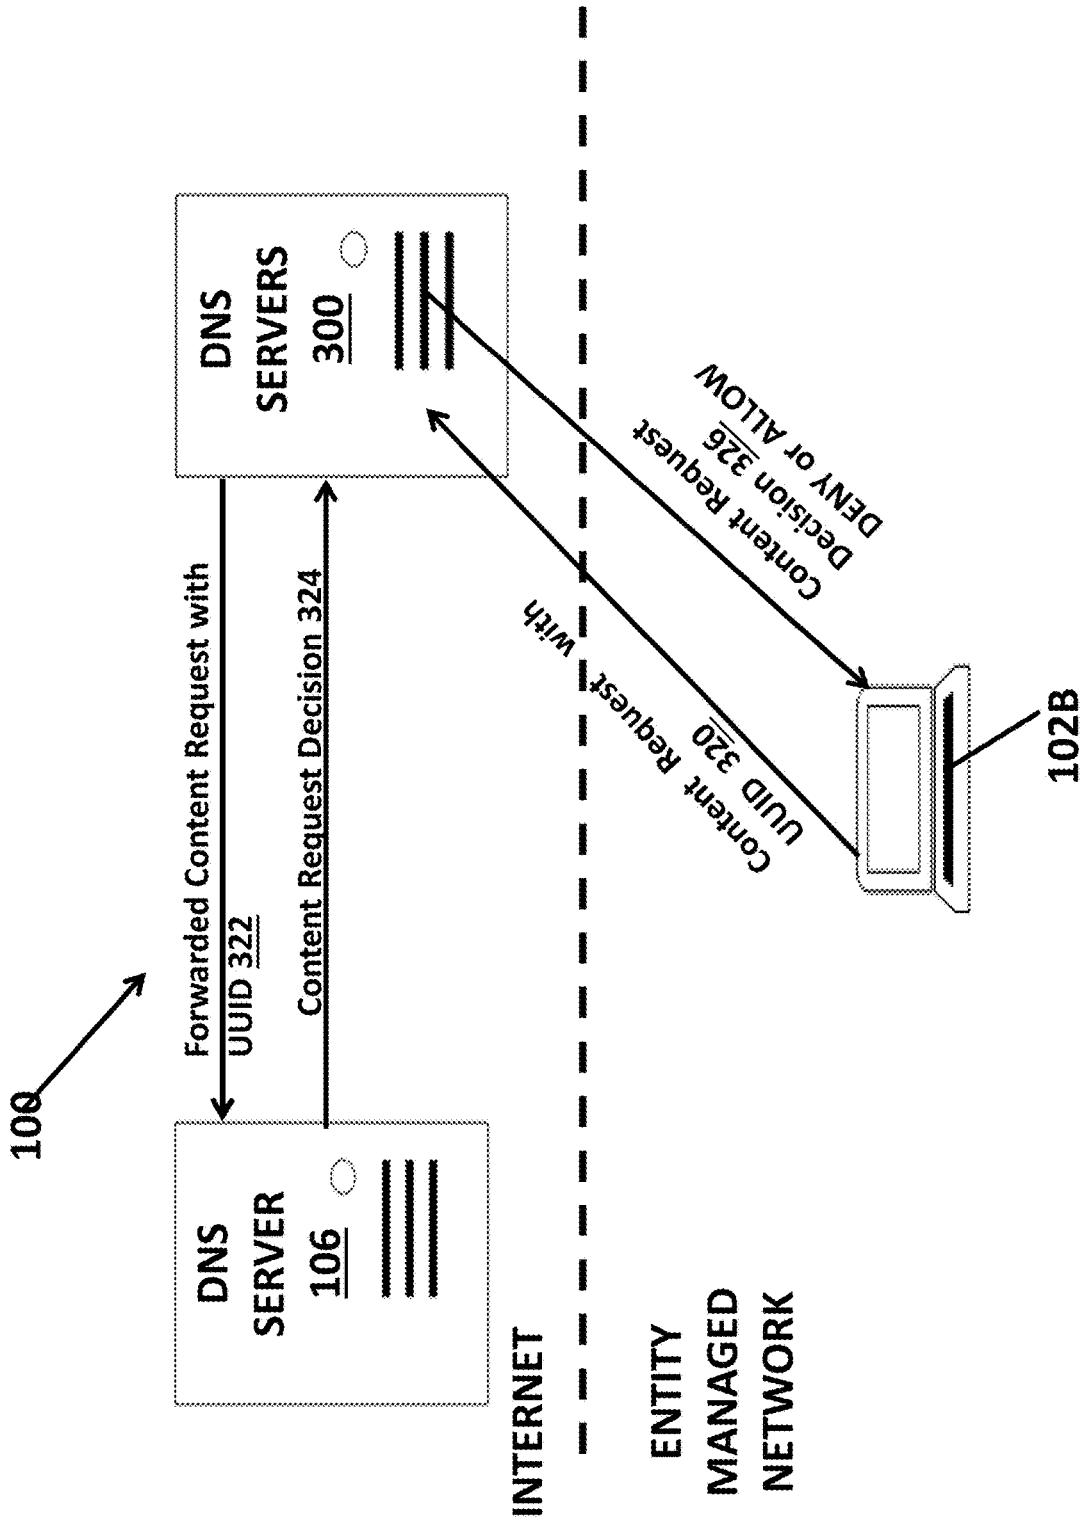 100
DNS
SERVER
106
Forwarded Content Request with
UUID 322
Content Request Decision 324
DNS
SERVERS
300
INTERNET
Content Request with
UUID 320
Content Request
Decision 326
DENY or ALLOW
ENTITY
MANAGED
NETWORK
102B